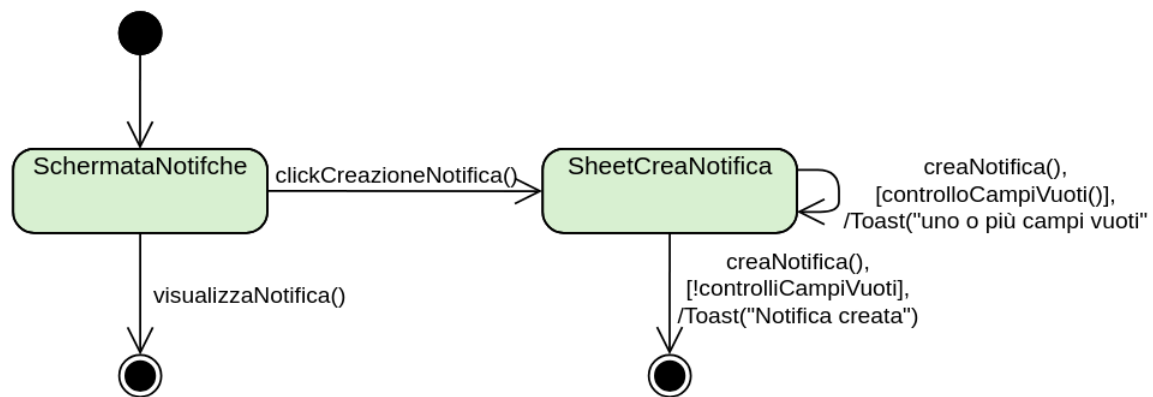 SchermataNotifche
clickCreazioneNotifica()
SheetCreaNotifica
creaNotifica(),
[controlloCampiVuoti()],
/Toast("uno o più campi vuoti"
visualizzaNotifica()
creaNotifica(),
[!controlliCampiVuoti],
/Toast("Notifica creata")